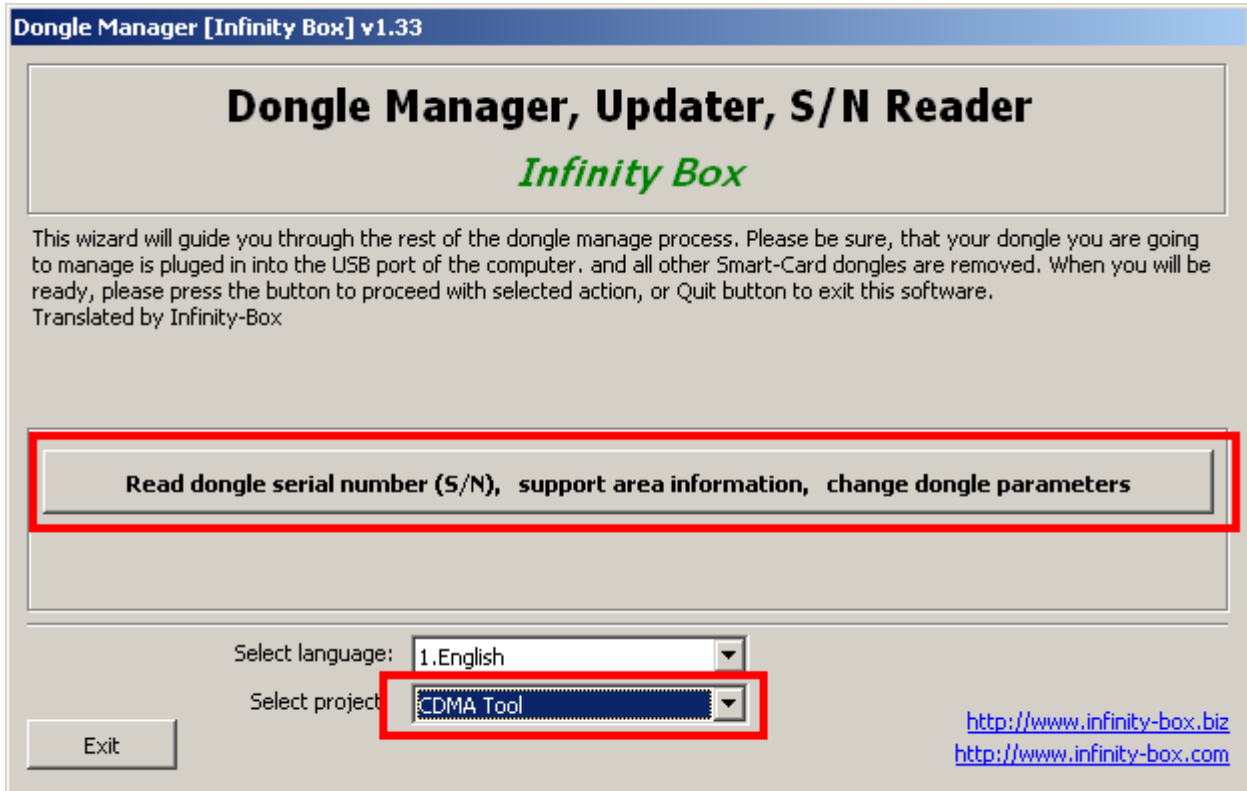 Dongle Manager [Infinity Box] v1.33
Dongle Manager, Updater, S/N Reader
Infinity Box
This wizard will guide you through the rest of the dongle manage process. Please be sure, that your dongle you are going
to manage is pluged in into the USB port of the computer. and all other Smart-Card dongles are removed. When you will be
ready, please press the button to proceed with selected action, or Quit button to exit this software.
Translated by Infinity-Box
Read dongle serial number (S/N), support area information, change dongle parameters
Select language: 1.English
Select project CDMA Tool
Exit
http://www.infinity-box.biz
http://www.infinity-box.com